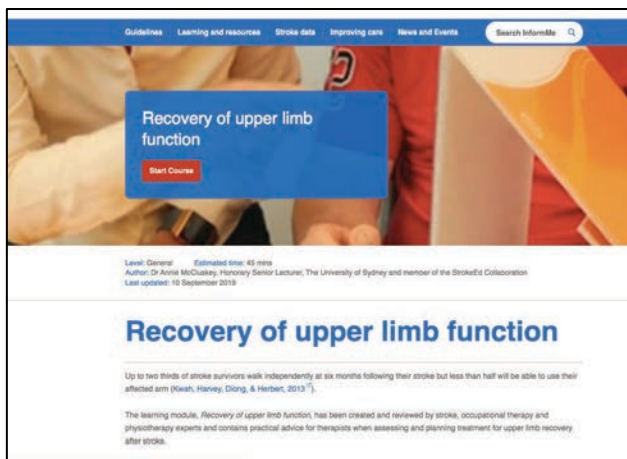 Guidelines Learning and resources Stroke data Improving care News and Events Search InformMe
Recovery of upper limb
function
Start Course
Level: General Estimated time: 45 mins
Author: Dr Annie McCluskey, Honorary Senior Lecturer, The University of Sydney and member of the StrokeEd Collaboration
Last updated: 10 September 2019
Recovery of upper limb function
Up to two thirds of stroke survivors walk independently at six months following their stroke but less than half will be able to use their
affected arm (Kwah, Harvey, Diong, & Herbert, 2013).
The learning module, Recovery of upper limb function, has been created and reviewed by stroke, occupational therapy and
physiotherapy experts and contains practical advice for therapists when assessing and planning treatment for upper limb recovery
after stroke.